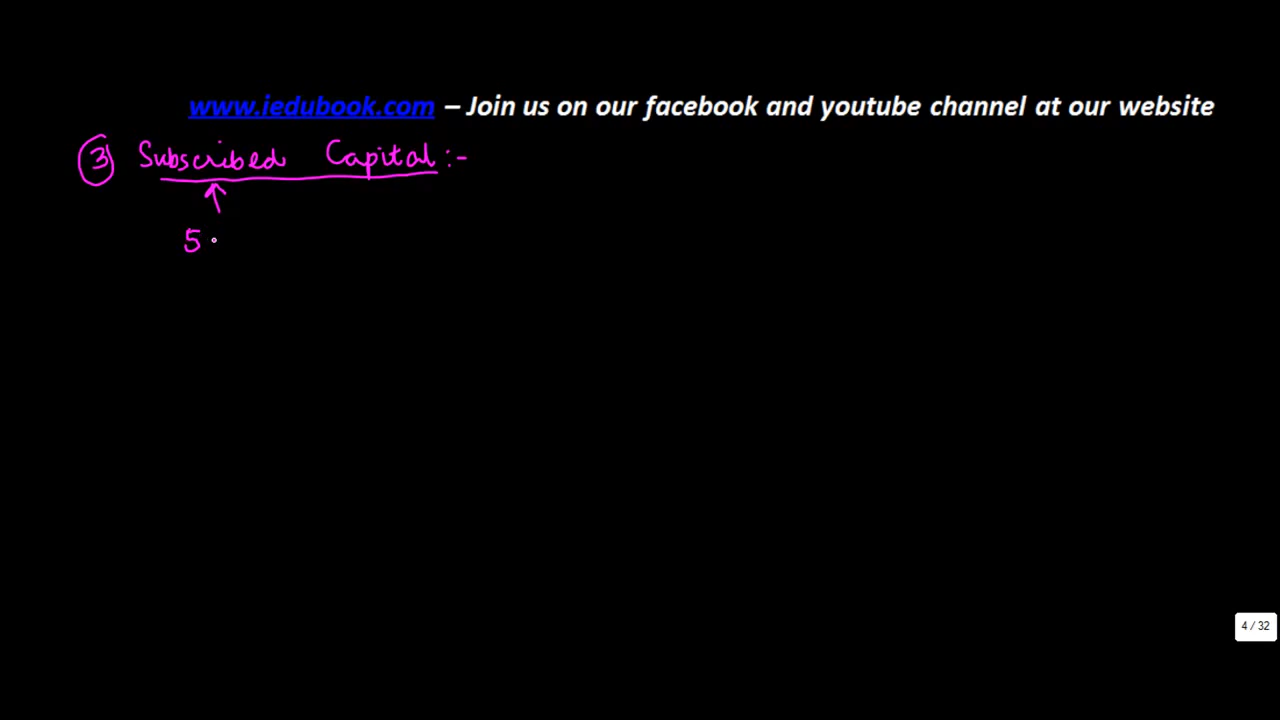 www.iedubook.com – Join us on our facebook and youtube channel at our website
3 Subscribed Capital :-
5
4 / 32